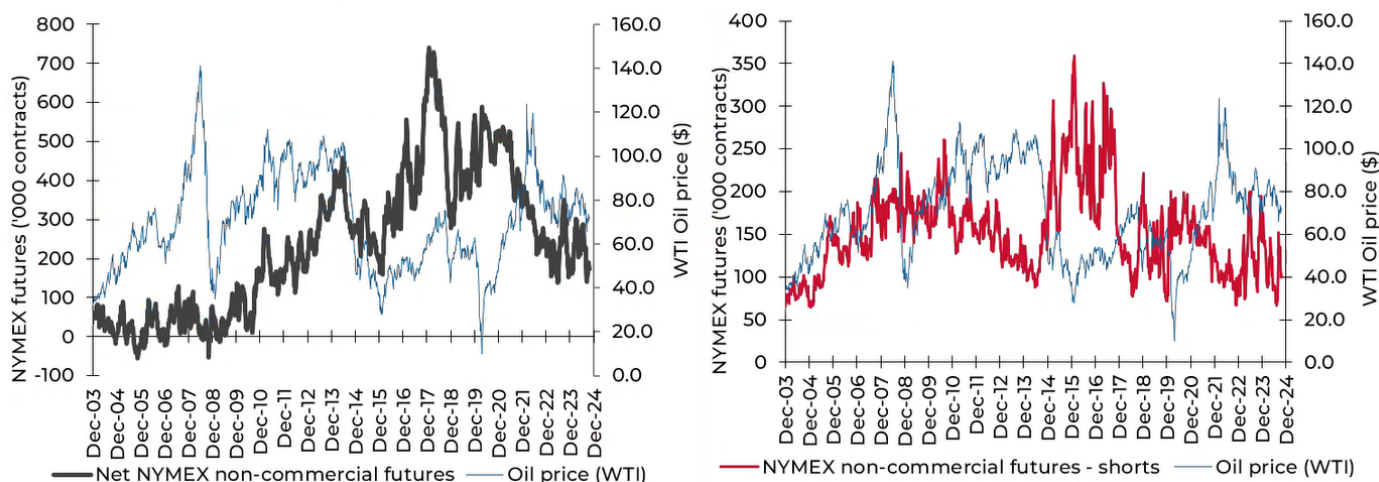 800
700
600
500
400
300
200
100
0
-100
NYMEX futures ('000 contracts)
160.0
140.0
120.0
100.0
80.0
60.0
40.0
20.0
0.0
WTI Oil price ($)
Dec-03
Dec-04
Dec-05
Dec-06
Dec-07
Dec-08
Dec-09
Dec-10
Dec-11
Dec-12
Dec-13
Dec-14
Dec-15
Dec-16
Dec-17
Dec-18
Dec-19
Dec-20
Dec-21
Dec-22
Dec-23
Dec-24
Net NYMEX non-commercial futures
Oil price (WTI)
400
350
300
250
200
150
100
50
0
NYMEX futures ('000 contracts)
160.0
140.0
120.0
100.0
80.0
60.0
40.0
20.0
0.0
WTI Oil price ($)
Dec-03
Dec-04
Dec-05
Dec-06
Dec-07
Dec-08
Dec-09
Dec-10
Dec-11
Dec-12
Dec-13
Dec-14
Dec-15
Dec-16
Dec-17
Dec-18
Dec-19
Dec-20
Dec-21
Dec-22
Dec-23
Dec-24
NYMEX non-commercial futures - shorts
Oil price (WTI)